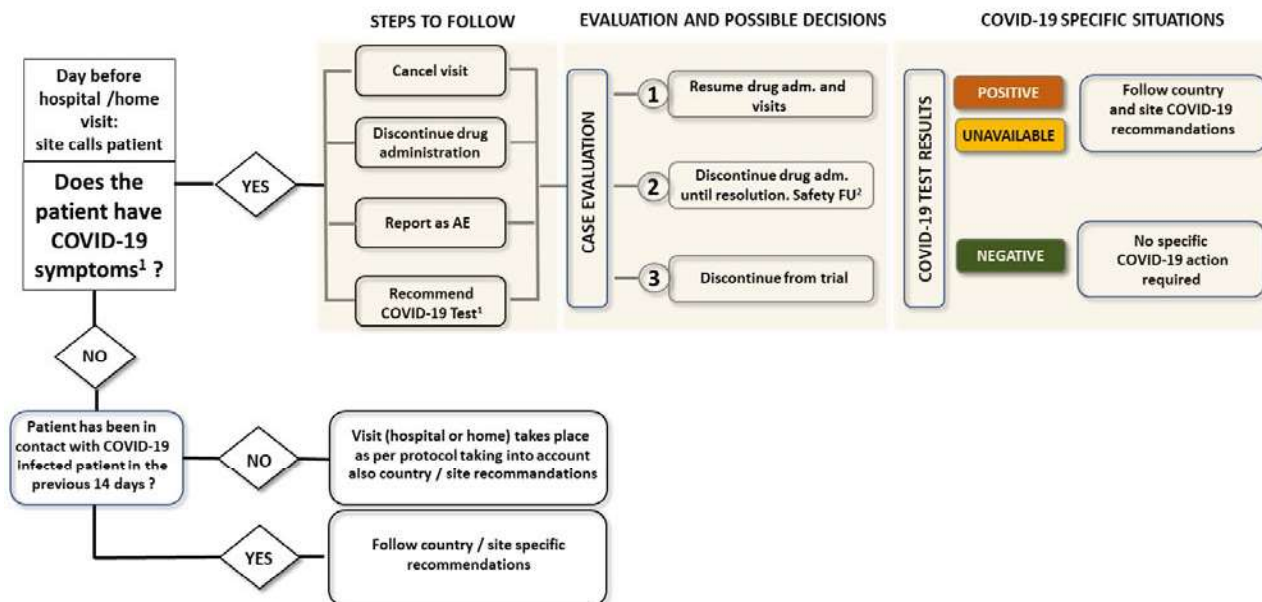 STEPS TO FOLLOW
EVALUATION AND POSSIBLE DECISIONS
COVID-19 SPECIFIC SITUATIONS
Day before
hospital /home
visit:
site calls patient
Does the
patient have
COVID-19
symptoms¹ ?
YES
Cancel visit
Discontinue drug
administration
Report as AE
Recommend
COVID-19 Test¹
CASE EVALUATION
1
Resume drug adm. and
visits
2
Discontinue drug adm.
until resolution. Safety FU²
3
Discontinue from trial
COVID-19 TEST RESULTS
POSITIVE
UNAVAILABLE
Follow country
and site COVID-19
recommandations
NEGATIVE
No specific
COVID-19 action
required
NO
Patient has been in
contact with COVID-19
infected patient in the
previous 14 days ?
NO
Visit (hospital or home) takes place
as per protocol taking into account
also country / site recommandations
YES
Follow country / site specific
recommendations